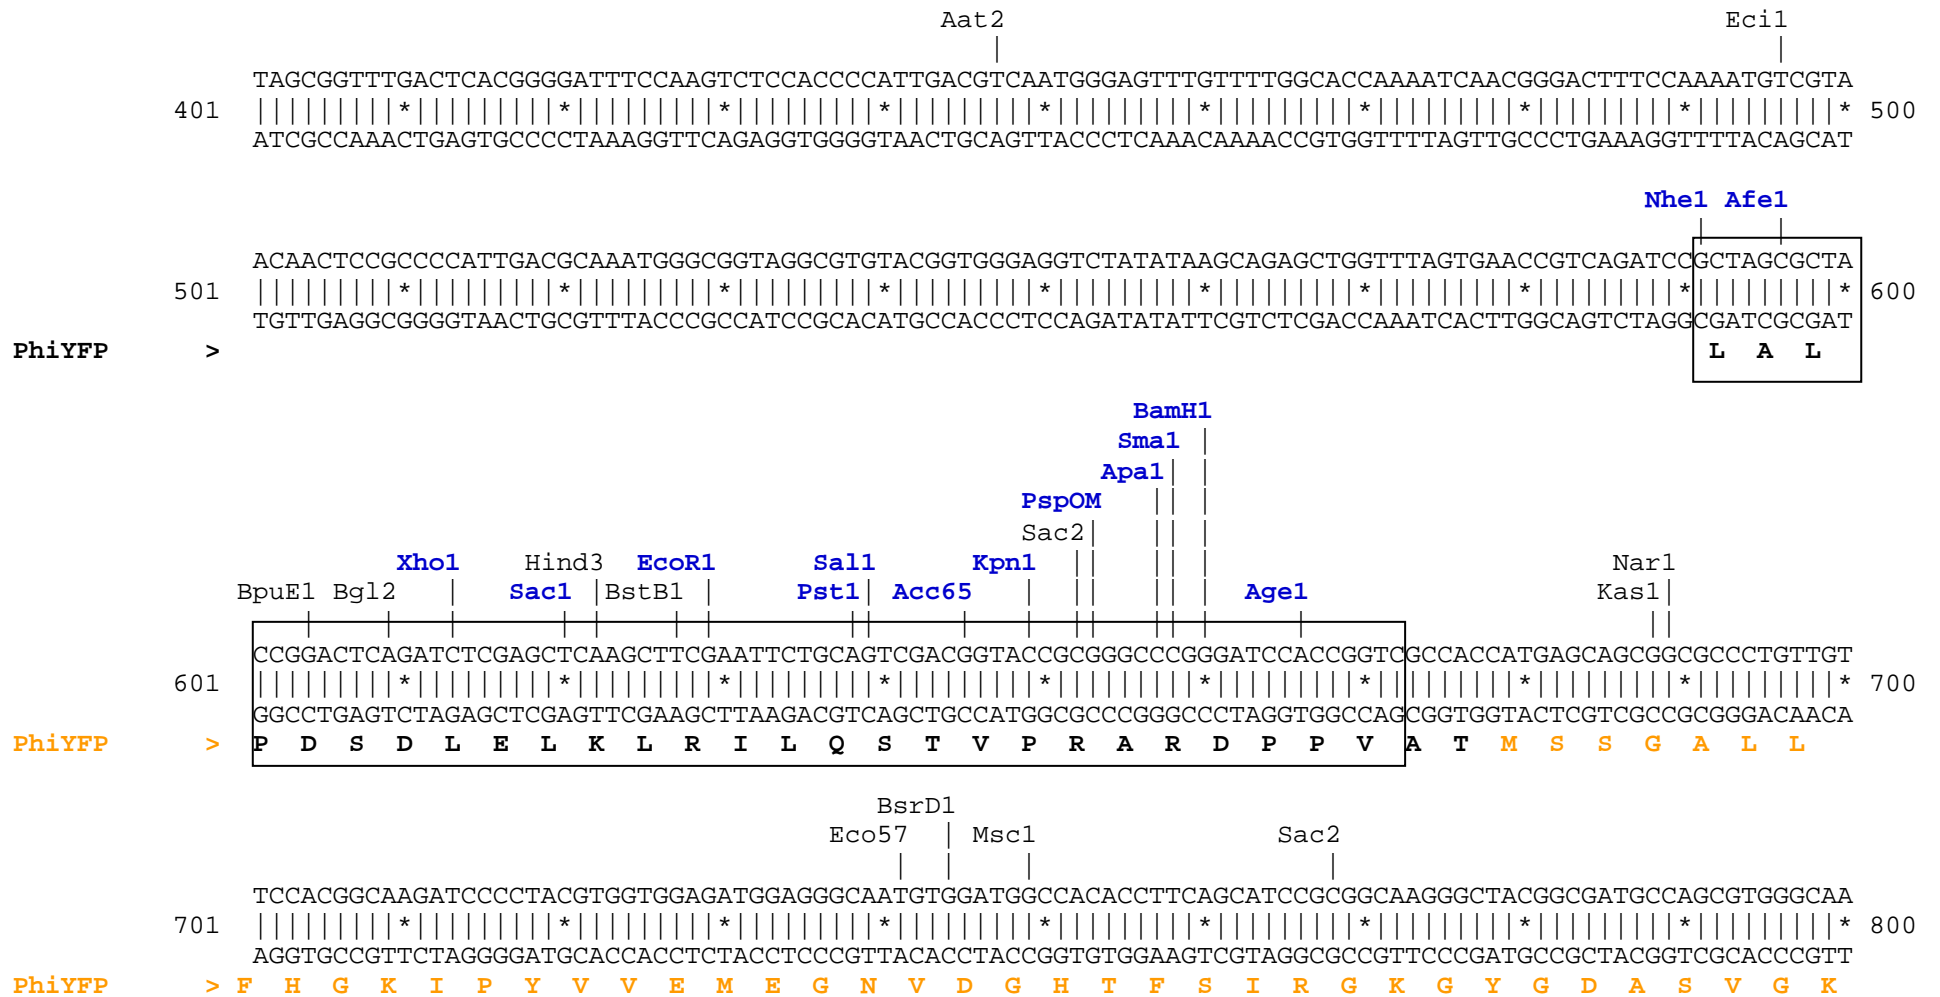 Aat2 Eci1
TAGCGGTTTGACTCACGGGGATTTCCAAGTCTCCACCCCATTGACGTCAATGGGAGTTTGTTTTGGCACCAAAATCAACGGGACTTTCCAAAATGTCGTA
401 |||||||||*|||||||||*|||||||||*|||||||||*|||||||||*|||||||||*|||||||||*|||||||||*|||||||||*|||||||||* 500
ATCGCCAAACTGAGTGCCCCTAAAGGTTCAGAGGTGGGGTAACTGCAGTTACCCTCAAACAAAACCGTGGTTTTAGTTGCCCTGAAAGGTTTTACAGCAT
Nhe1 Afe1
ACAACTCCGCCCCATTGACGCAAATGGGCGGTAGGCGTGTACGGTGGGAGGTCTATATAAGCAGAGCTGGTTTAGTGAACCGTCAGATCCGCTAGCGCTA
501 |||||||||*|||||||||*|||||||||*|||||||||*|||||||||*|||||||||*|||||||||*|||||||||*|||||||||*|||||||||* 600
TGTTGAGGCGGGGTAACTGCGTTTACCCGCCATCCGCACATGCCACCCTCCAGATATATTCGTCTCGACCAAATCACTTGGCAGTCTAGGCGATCGCGAT
PhiYFP > L A L
BamH1
Sma1
Apa1
PspOM
Sac2
Xho1 Hind3 EcoR1 Sal1 Kpn1 Nar1
BpuE1 Bgl2 Sac1 BstB1 Pst1 Acc65 Age1 Kas1
CCGGACTCAGATCTCGAGCTCAAGCTTCGAATTCTGCAGTCGACGGTACCGCGGGCCCGGGATCCACCGGTCGCCACCATGAGCAGCGGCGCCCTGTTGT
601 |||||||||*|||||||||*|||||||||*|||||||||*|||||||||*|||||||||*|||||||||*|||||||||*|||||||||*|||||||||* 700
GGCCTGAGTCTAGAGCTCGAGTTCGAAGCTTAAGACGTCAGCTGCCATGGCGCCCGGGCCCTAGGTGGCCAGCGGTGGTACTCGTCGCCGCGGGACAACA
PhiYFP > P D S D L E L K L R I L Q S T V P R A R D P P V A T M S S G A L L
BsrD1
Eco57 Msc1 Sac2
TCCACGGCAAGATCCCCTACGTGGTGGAGATGGAGGGCAATGTGGATGGCCACACCTTCAGCATCCGCGGCAAGGGCTACGGCGATGCCAGCGTGGGCAA
701 |||||||||*|||||||||*|||||||||*|||||||||*|||||||||*|||||||||*|||||||||*|||||||||*|||||||||*|||||||||* 800
AGGTGCCGTTCTAGGGGATGCACCACCTCTACCTCCCGTTACACCTACCGGTGTGGAAGTCGTAGGCGCCGTTCCCGATGCCGCTACGGTCGCACCCGTT
PhiYFP > F H G K I P Y V V E M E G N V D G H T F S I R G K G Y G D A S V G K